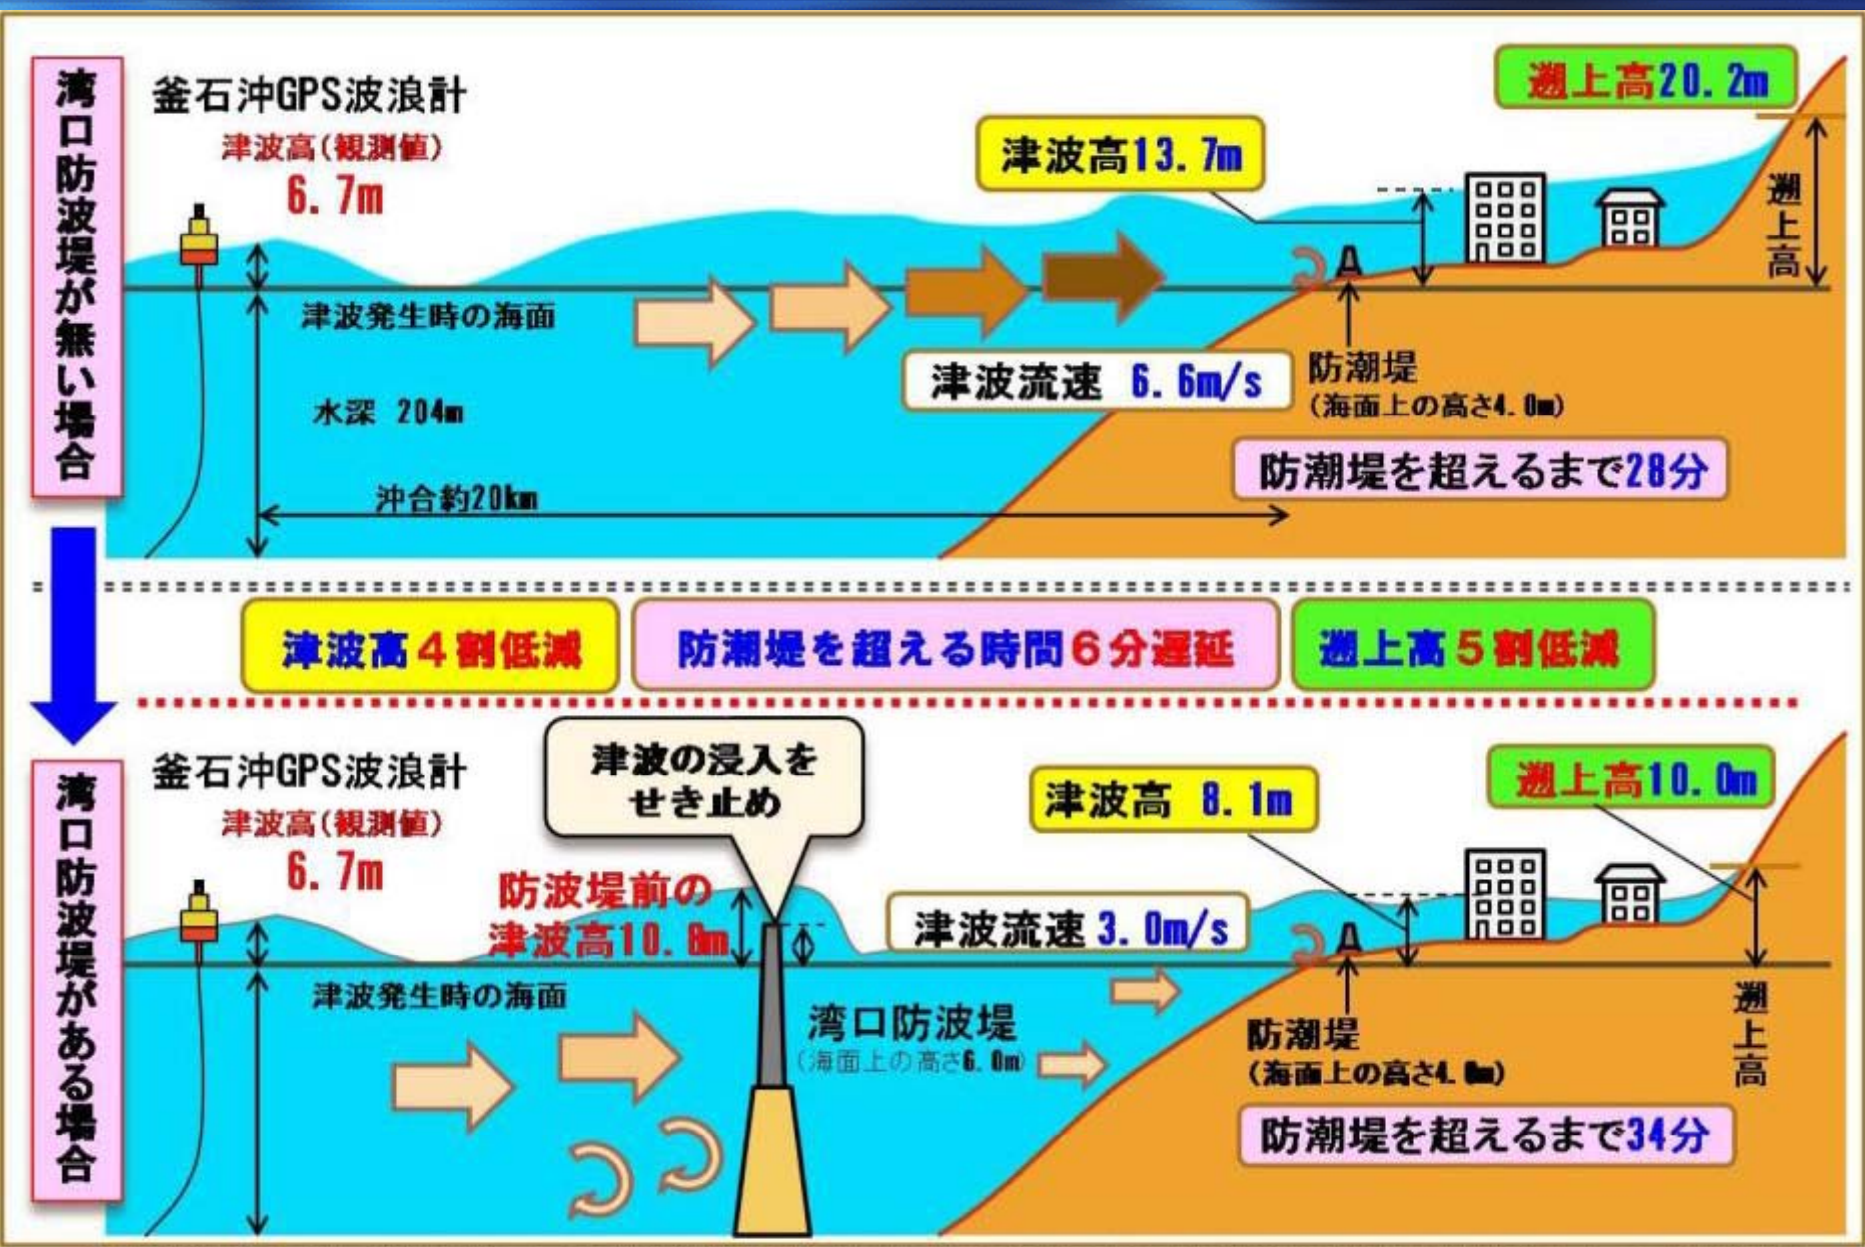 湾口防波堤が無い場合
釜石沖GPS波浪計
津波高(観測値)
6.7m
津波発生時の海面
水深 204m
沖合約20km
津波高13.7m
遡上高20.2m
遡上高
津波流速 6.6m/s
防潮堤
(海面上の高さ4.0m)
防潮堤を超えるまで28分
津波高4割低減
防潮堤を超える時間6分遅延
遡上高5割低減
湾口防波堤がある場合
釜石沖GPS波浪計
津波高(観測値)
6.7m
津波発生時の海面
津波の浸入を
せき止め
防波堤前の
津波高10.8m
湾口防波堤
(海面上の高さ6.0m)
津波流速 3.0m/s
津波高 8.1m
遡上高10.0m
遡上高
防潮堤
(海面上の高さ4.0m)
防潮堤を超えるまで34分